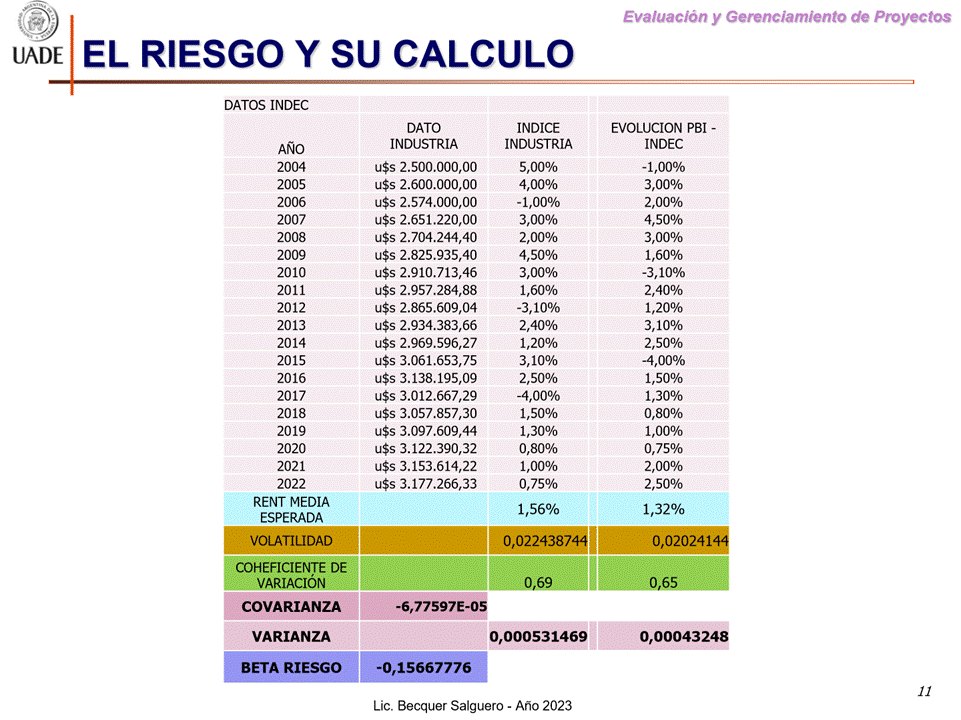 Evaluación y Gerenciamiento de Proyectos
UADE
EL RIESGO Y SU CALCULO
DATOS INDEC
AÑO DATO INDUSTRIA INDICE INDUSTRIA EVOLUCION PBI - INDEC
2004 u$s 2.500.000,00 5,00% -1,00%
2005 u$s 2.600.000,00 4,00% 3,00%
2006 u$s 2.574.000,00 -1,00% 2,00%
2007 u$s 2.651.220,00 3,00% 4,50%
2008 u$s 2.704.244,40 2,00% 3,00%
2009 u$s 2.825.935,40 4,50% 1,60%
2010 u$s 2.910.713,46 3,00% -3,10%
2011 u$s 2.957.284,88 1,60% 2,40%
2012 u$s 2.865.609,04 -3,10% 1,20%
2013 u$s 2.934.383,66 2,40% 3,10%
2014 u$s 2.969.596,27 1,20% 2,50%
2015 u$s 3.061.653,75 3,10% -4,00%
2016 u$s 3.138.195,09 2,50% 1,50%
2017 u$s 3.012.667,29 -4,00% 1,30%
2018 u$s 3.057.857,30 1,50% 0,80%
2019 u$s 3.097.609,44 1,30% 1,00%
2020 u$s 3.122.390,32 0,80% 0,75%
2021 u$s 3.153.614,22 1,00% 2,00%
2022 u$s 3.177.266,33 0,75% 2,50%
RENT MEDIA ESPERADA 1,56% 1,32%
VOLATILIDAD 0,022438744 0,02024144
COHEFICIENTE DE VARIACIÓN 0,69 0,65
COVARIANZA -6,77597E-05
VARIANZA 0,000531469 0,00043248
BETA RIESGO -0,15667776
Lic. Becquer Salguero - Año 2023
11